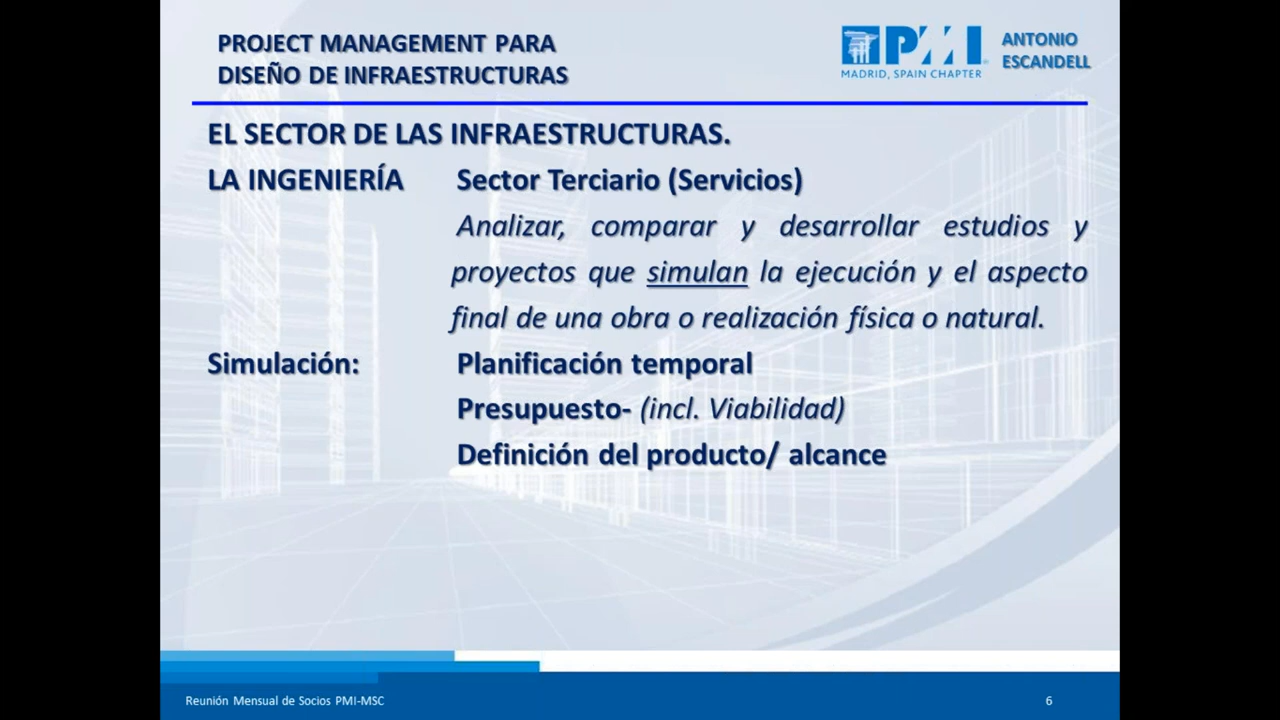 PROJECT MANAGEMENT PARA
DISEÑO DE INFRAESTRUCTURAS
PMI
MADRID, SPAIN CHAPTER
ANTONIO
ESCANDELL
EL SECTOR DE LAS INFRAESTRUCTURAS.
LA INGENIERÍA Sector Terciario (Servicios)
Analizar, comparar y desarrollar estudios y
proyectos que simulan la ejecución y el aspecto
final de una obra o realización física o natural.
Simulación: Planificación temporal
Presupuesto- (incl. Viabilidad)
Definición del producto/ alcance
Reunión Mensual de Socios PMI-MSC 6